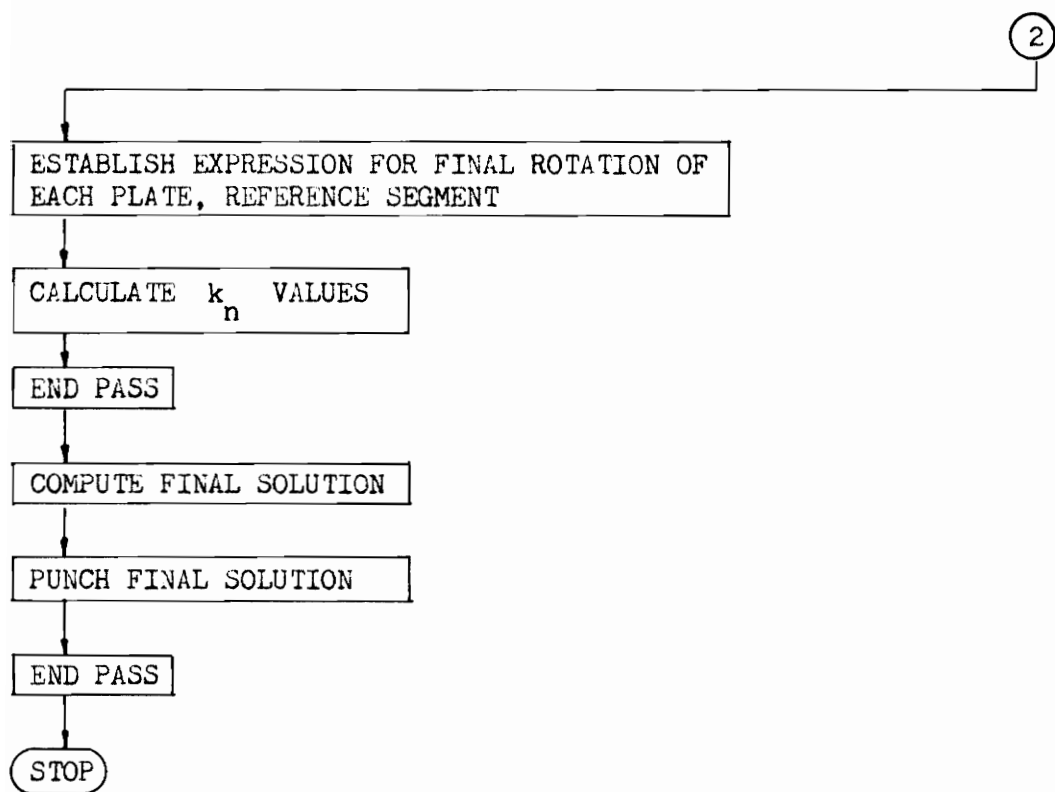 2
ESTABLISH EXPRESSION FOR FINAL ROTATION OF
EACH PLATE, REFERENCE SEGMENT
CALCULATE kn VALUES
END PASS
COMPUTE FINAL SOLUTION
PUNCH FINAL SOLUTION
END PASS
STOP